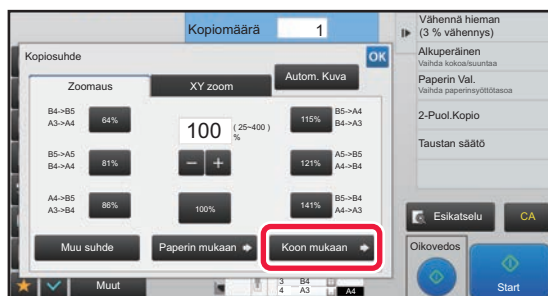 Kopiomäärä 1
Vähennä hieman
(3 % vähennys)
Kopiosuhde
OK
Alkuperäinen
Vaihda kokoa/suuntaa
Zoomaus
XY zoom
Autom. Kuva
Paperin Val.
Vaihda paperinsyöttötasoa
B4->B5
A3->A4
64%
100
(25~400)
%
115%
B5->A4
B4->A3
2-Puol.Kopio
Taustan säätö
B5->A5
B4->A4
81%
121%
A5->B5
B4->A4
A4->B5
A3->B4
86%
100%
141%
B5->B4
A4->A3
Esikatselu
CA
Muu suhde
Paperin mukaan
Koon mukaan
Oikovedos
Muut
3 B4
4 A3
A4
Start